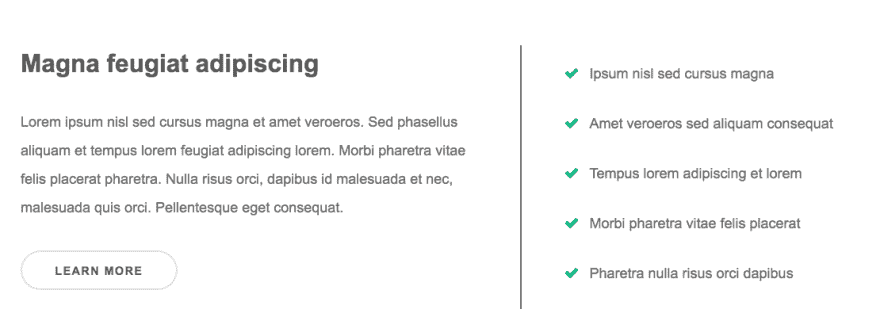 Magna feugiat adipiscing
Lorem ipsum nisl sed cursus magna et amet veroeros. Sed phasellus
aliquam et tempus lorem feugiat adipiscing lorem. Morbi pharetra vitae
felis placerat pharetra. Nulla risus orci, dapibus id malesuada et nec,
malesuada quis orci. Pellentesque eget consequat.
LEARN MORE
Ipsum nisl sed cursus magna
Amet veroeros sed aliquam consequat
Tempus lorem adipiscing et lorem
Morbi pharetra vitae felis placerat
Pharetra nulla risus orci dapibus